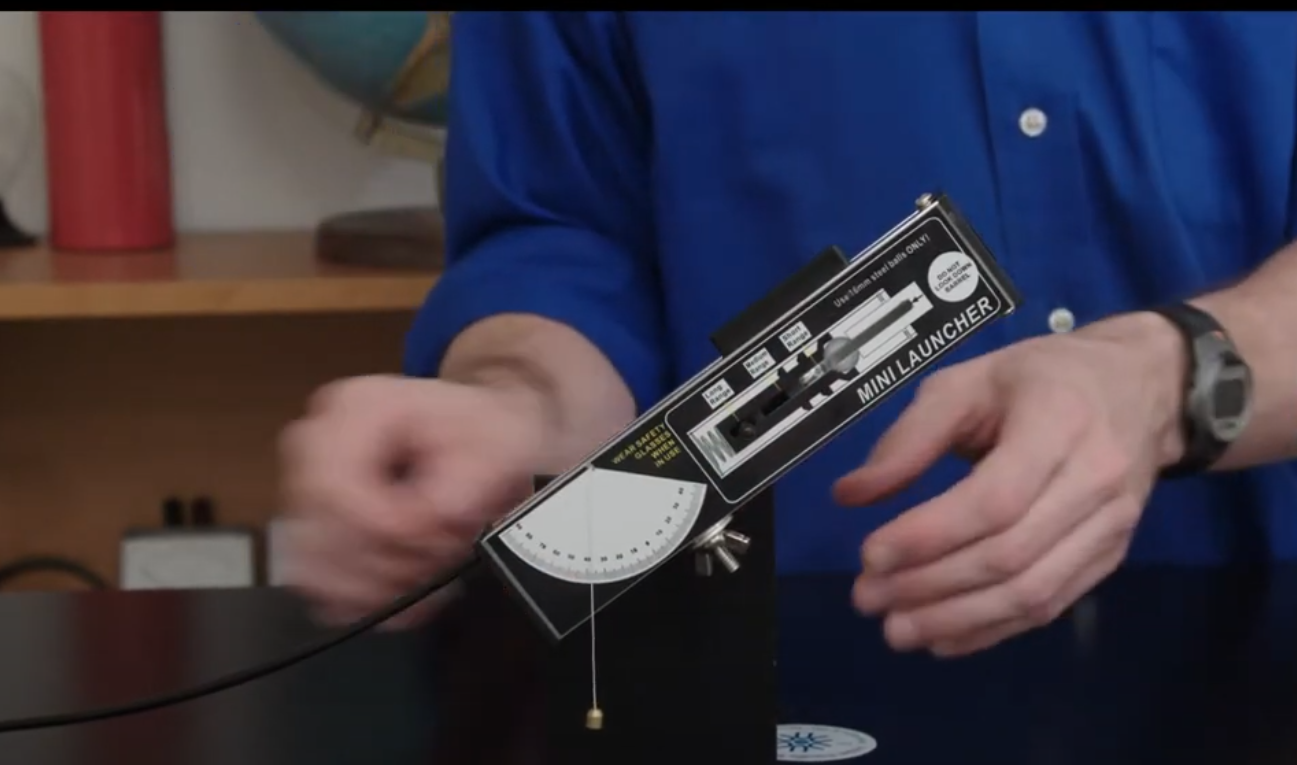 Use 16mm steel balls ONLY!
DO NOT
LOOK DOWN
BARREL
Short
Range
Medium
Range
Long
Range
MINI LAUNCHER
WEAR SAFETY
GLASSES
WHEN
IN USE